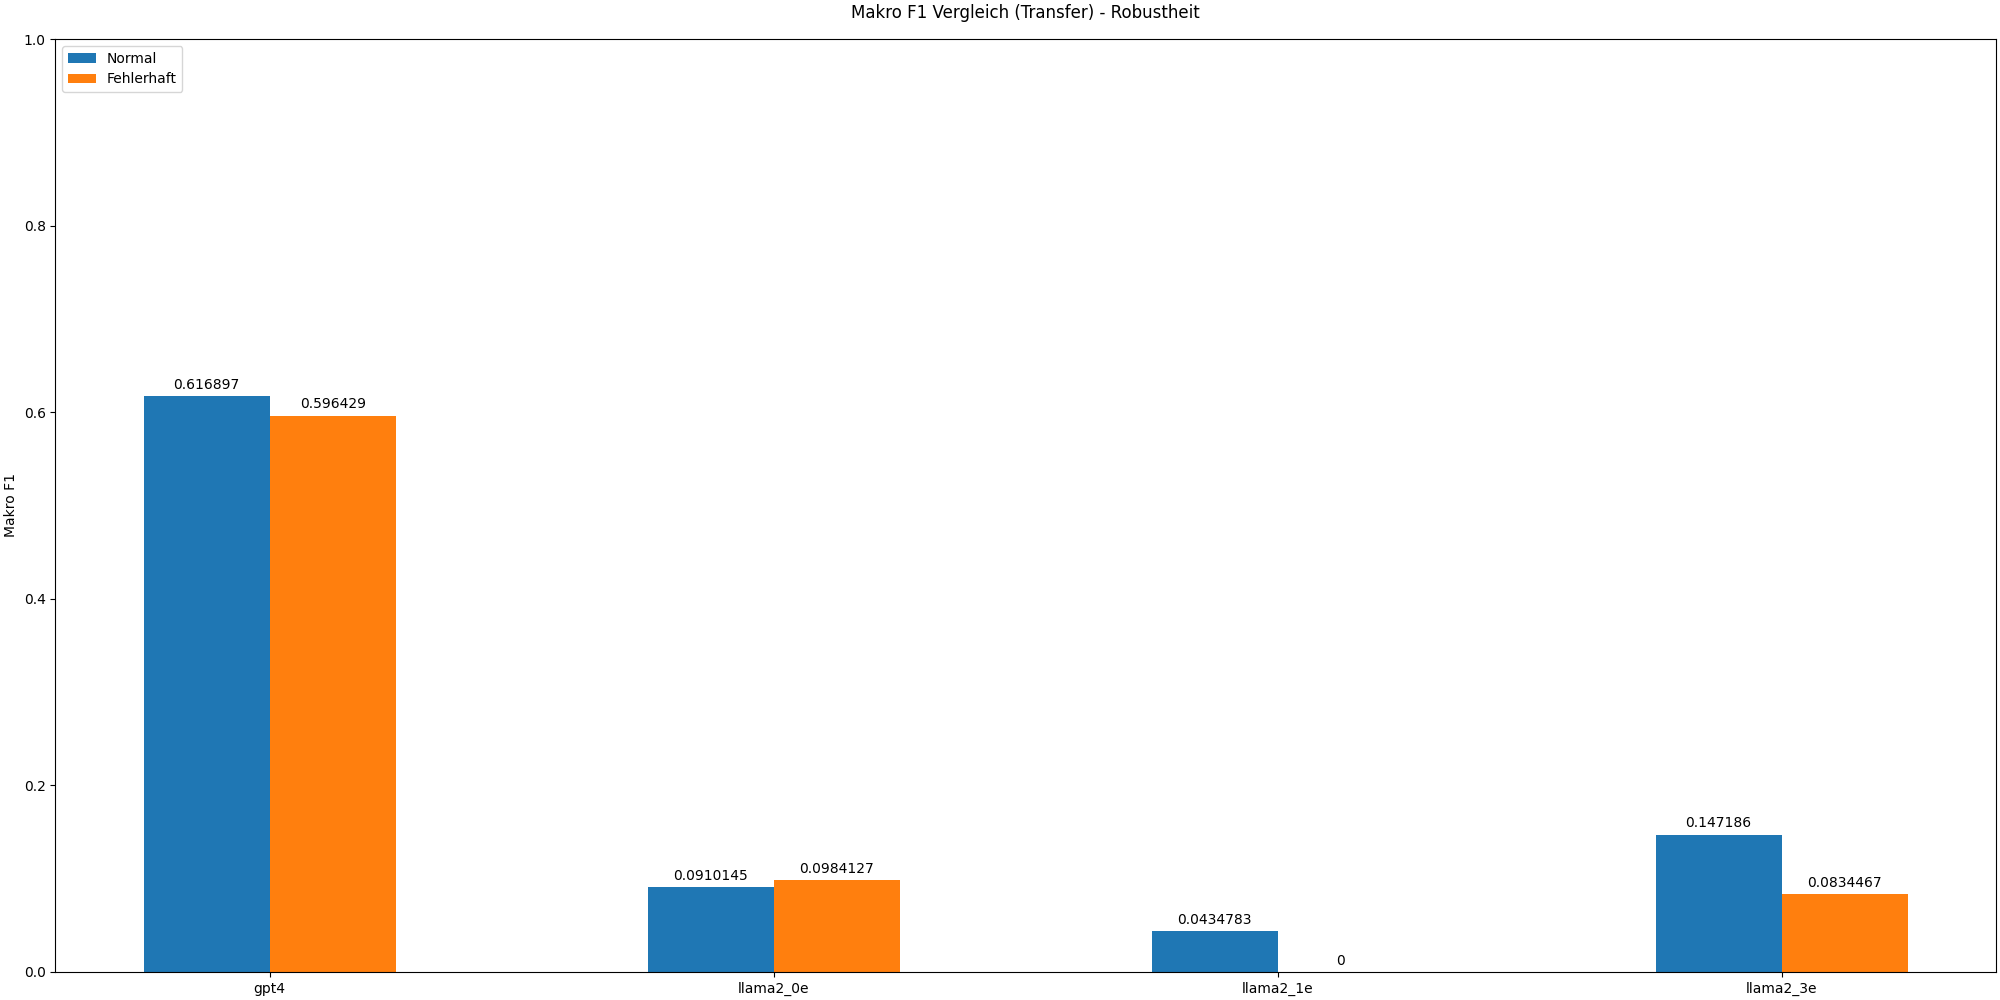 Makro F1 Vergleich (Transfer) - Robustheit
Normal
Fehlerhaft
Makro F1
1.0
0.8
0.6
0.4
0.2
0.0
0.616897
0.596429
0.0910145
0.0984127
0.0434783
0
0.147186
0.0834467
gpt4
llama2_0e
llama2_1e
llama2_3e